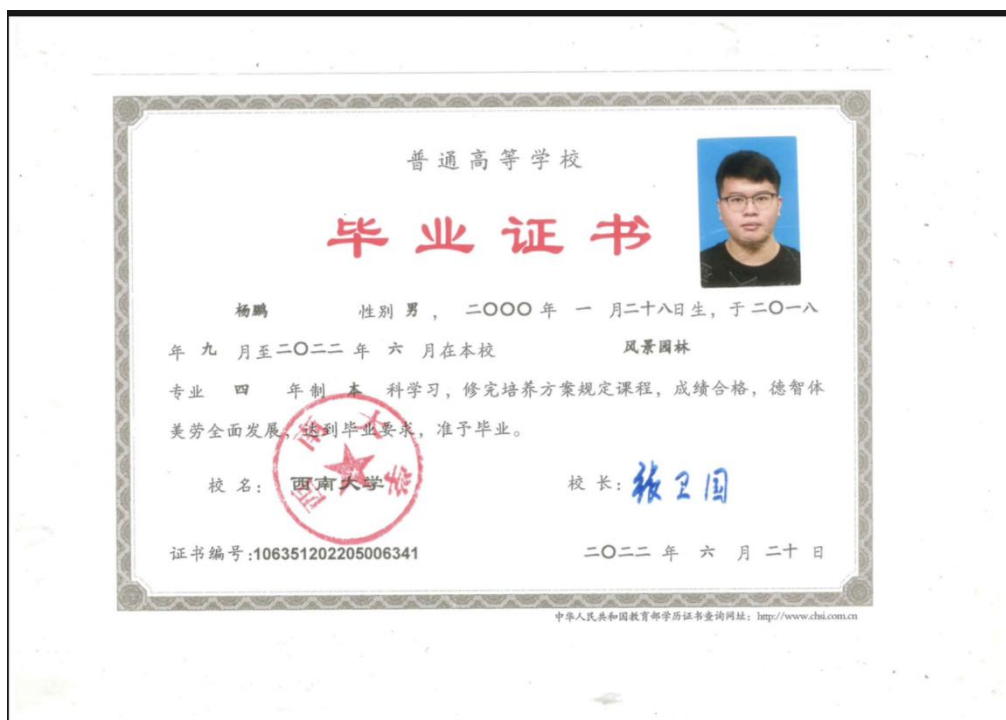 普通高等学校
毕业证书
杨鹏 性别 男 ， 二〇〇〇 年 一 月二十八日生，于二〇一八
年 九 月至二〇二二 年 六 月在本校 风景园林
专业 四 年制 本 科学习，修完培养方案规定课程，成绩合格，德智体
美劳全面发展，达到毕业要求，准予毕业。
校 名： 西南大学
西南大学
校 长：张卫国
证书编号:106351202205006341
二〇二二 年 六 月 二十 日
中华人民共和国教育部学历证书查询网址：http://www.chsi.com.cn